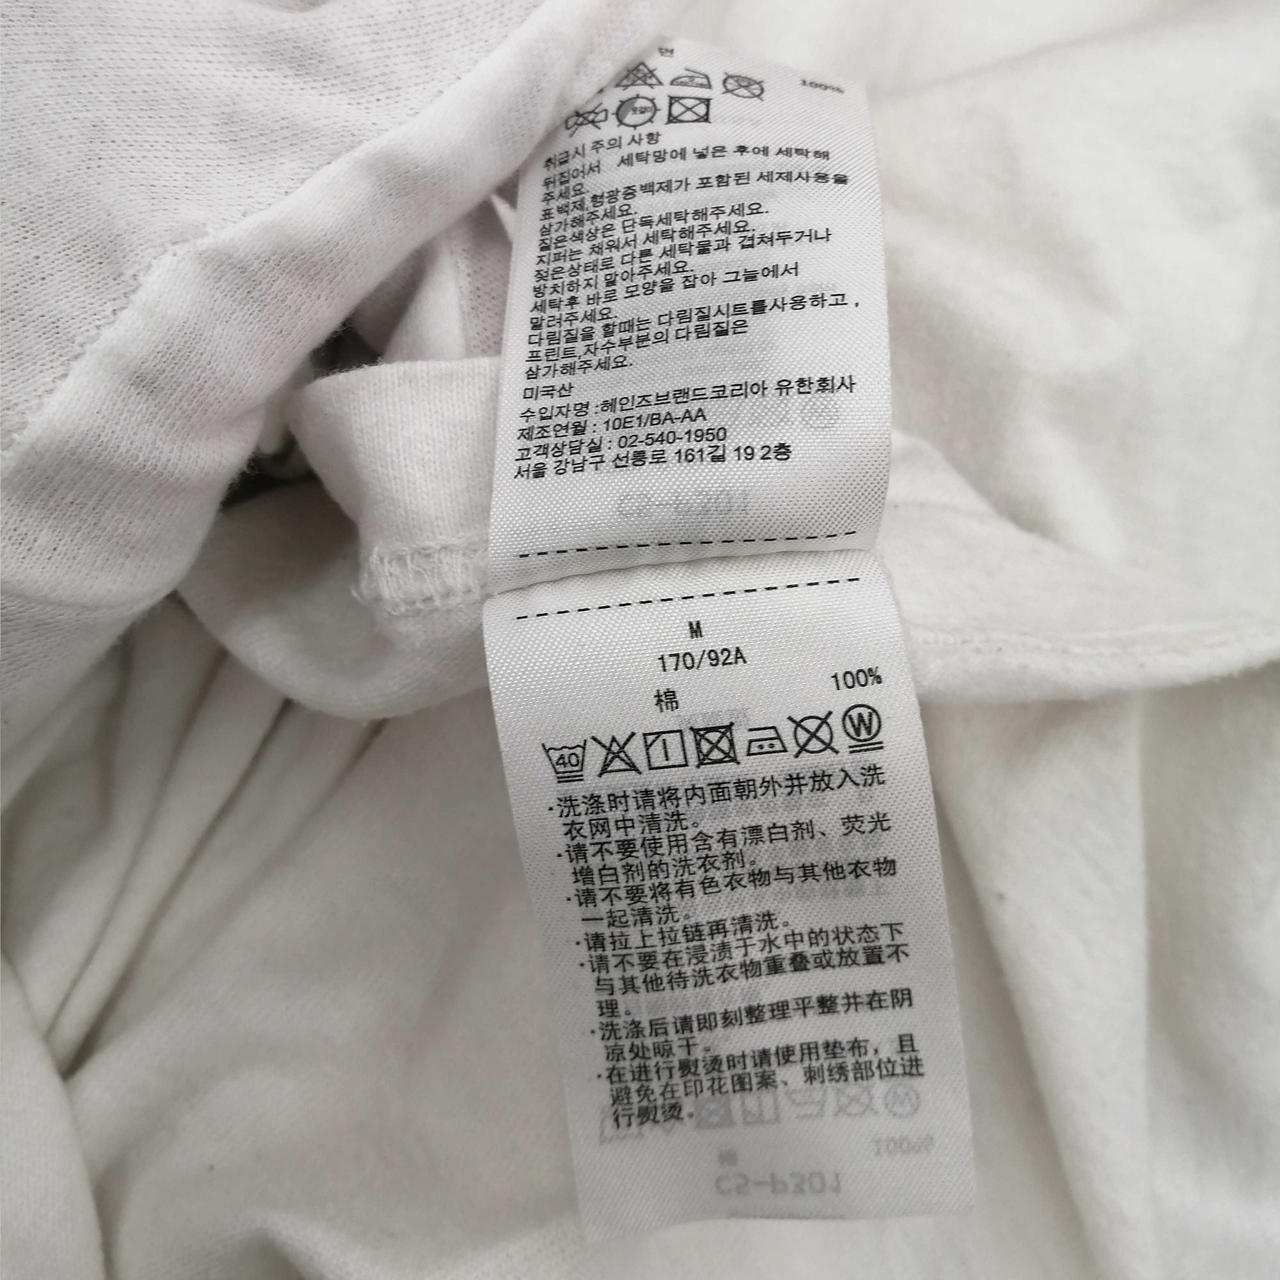 면
100%
취급시 주의 사항
뒤집어서 세탁망에 넣은 후에 세탁해
주세요.
표백제,형광증백제가 포함된 세제사용을
삼가해주세요.
짙은색상은 단독세탁해주세요.
지퍼는 채워서 세탁해주세요.
젖은상태로 다른 세탁물과 겹쳐두거나
방치하지 말아주세요.
세탁후 바로 모양을 잡아 그늘에서
말려주세요.
다림질을 할때는 다림질시트를사용하고 ,
프린트,자수부분의 다림질은
삼가해주세요.
미국산
수입자명 :헤인즈브랜드코리아 유한회사
제조연월 : 10E1/BA-AA
고객상담실 : 02-540-1950
서울 강남구 선릉로 161길 19 2층
M
170/92A
棉 100%
40 W
·洗涤时请将内面朝外并放入洗
衣网中清洗。
·请不要使用含有漂白剂、荧光
增白剂的洗衣剂。
·请不要将有色衣物与其他衣物
一起清洗。
·请拉上拉链再清洗。
·请不要在浸渍于水中的状态下
与其他待洗衣物重叠或放置不
理。
·洗涤后请即刻整理平整并在阴
凉处晾干。
·在进行熨烫时请使用垫布，且
避免在印花图案、刺绣部位进
行熨烫。